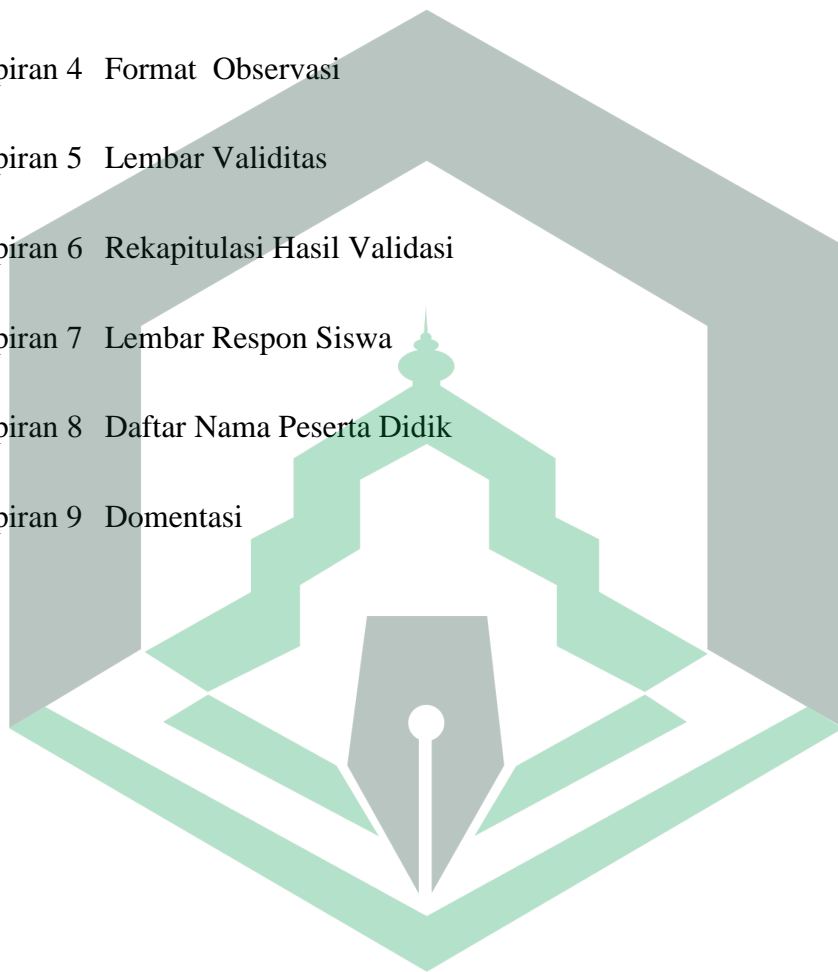 piran 4 Format Observasi
piran 5 Lembar Validitas
piran 6 Rekapitulasi Hasil Validasi
piran 7 Lembar Respon Siswa
piran 8 Daftar Nama Peserta Didik
piran 9 Domentasi